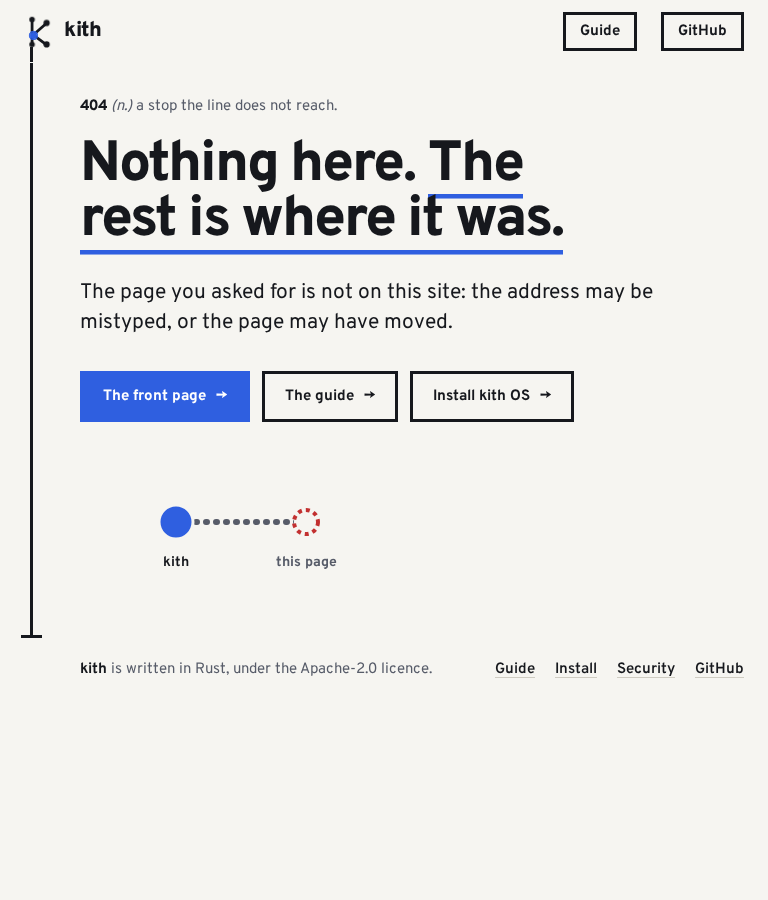 kith
Guide
GitHub
404 (n.) a stop the line does not reach.
Nothing here. The
rest is where it was.
The page you asked for is not on this site: the address may be
mistyped, or the page may have moved.
The front page →
The guide →
Install kith OS →
kith
this page
kith is written in Rust, under the Apache-2.0 licence.
Guide
Install
Security
GitHub